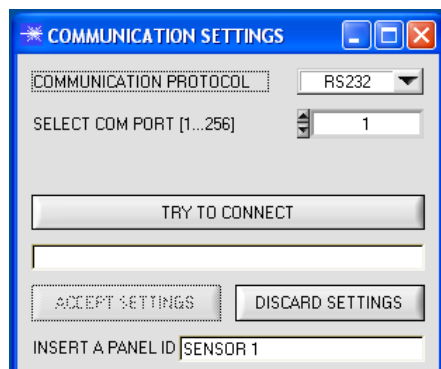 COMMUNICATION SETTINGS
COMMUNICATION PROTOCOL RS232
SELECT COM PORT [1...256] 1
TRY TO CONNECT
ACCEPT SETTINGS DISCARD SETTINGS
INSERT A PANEL ID SENSOR 1